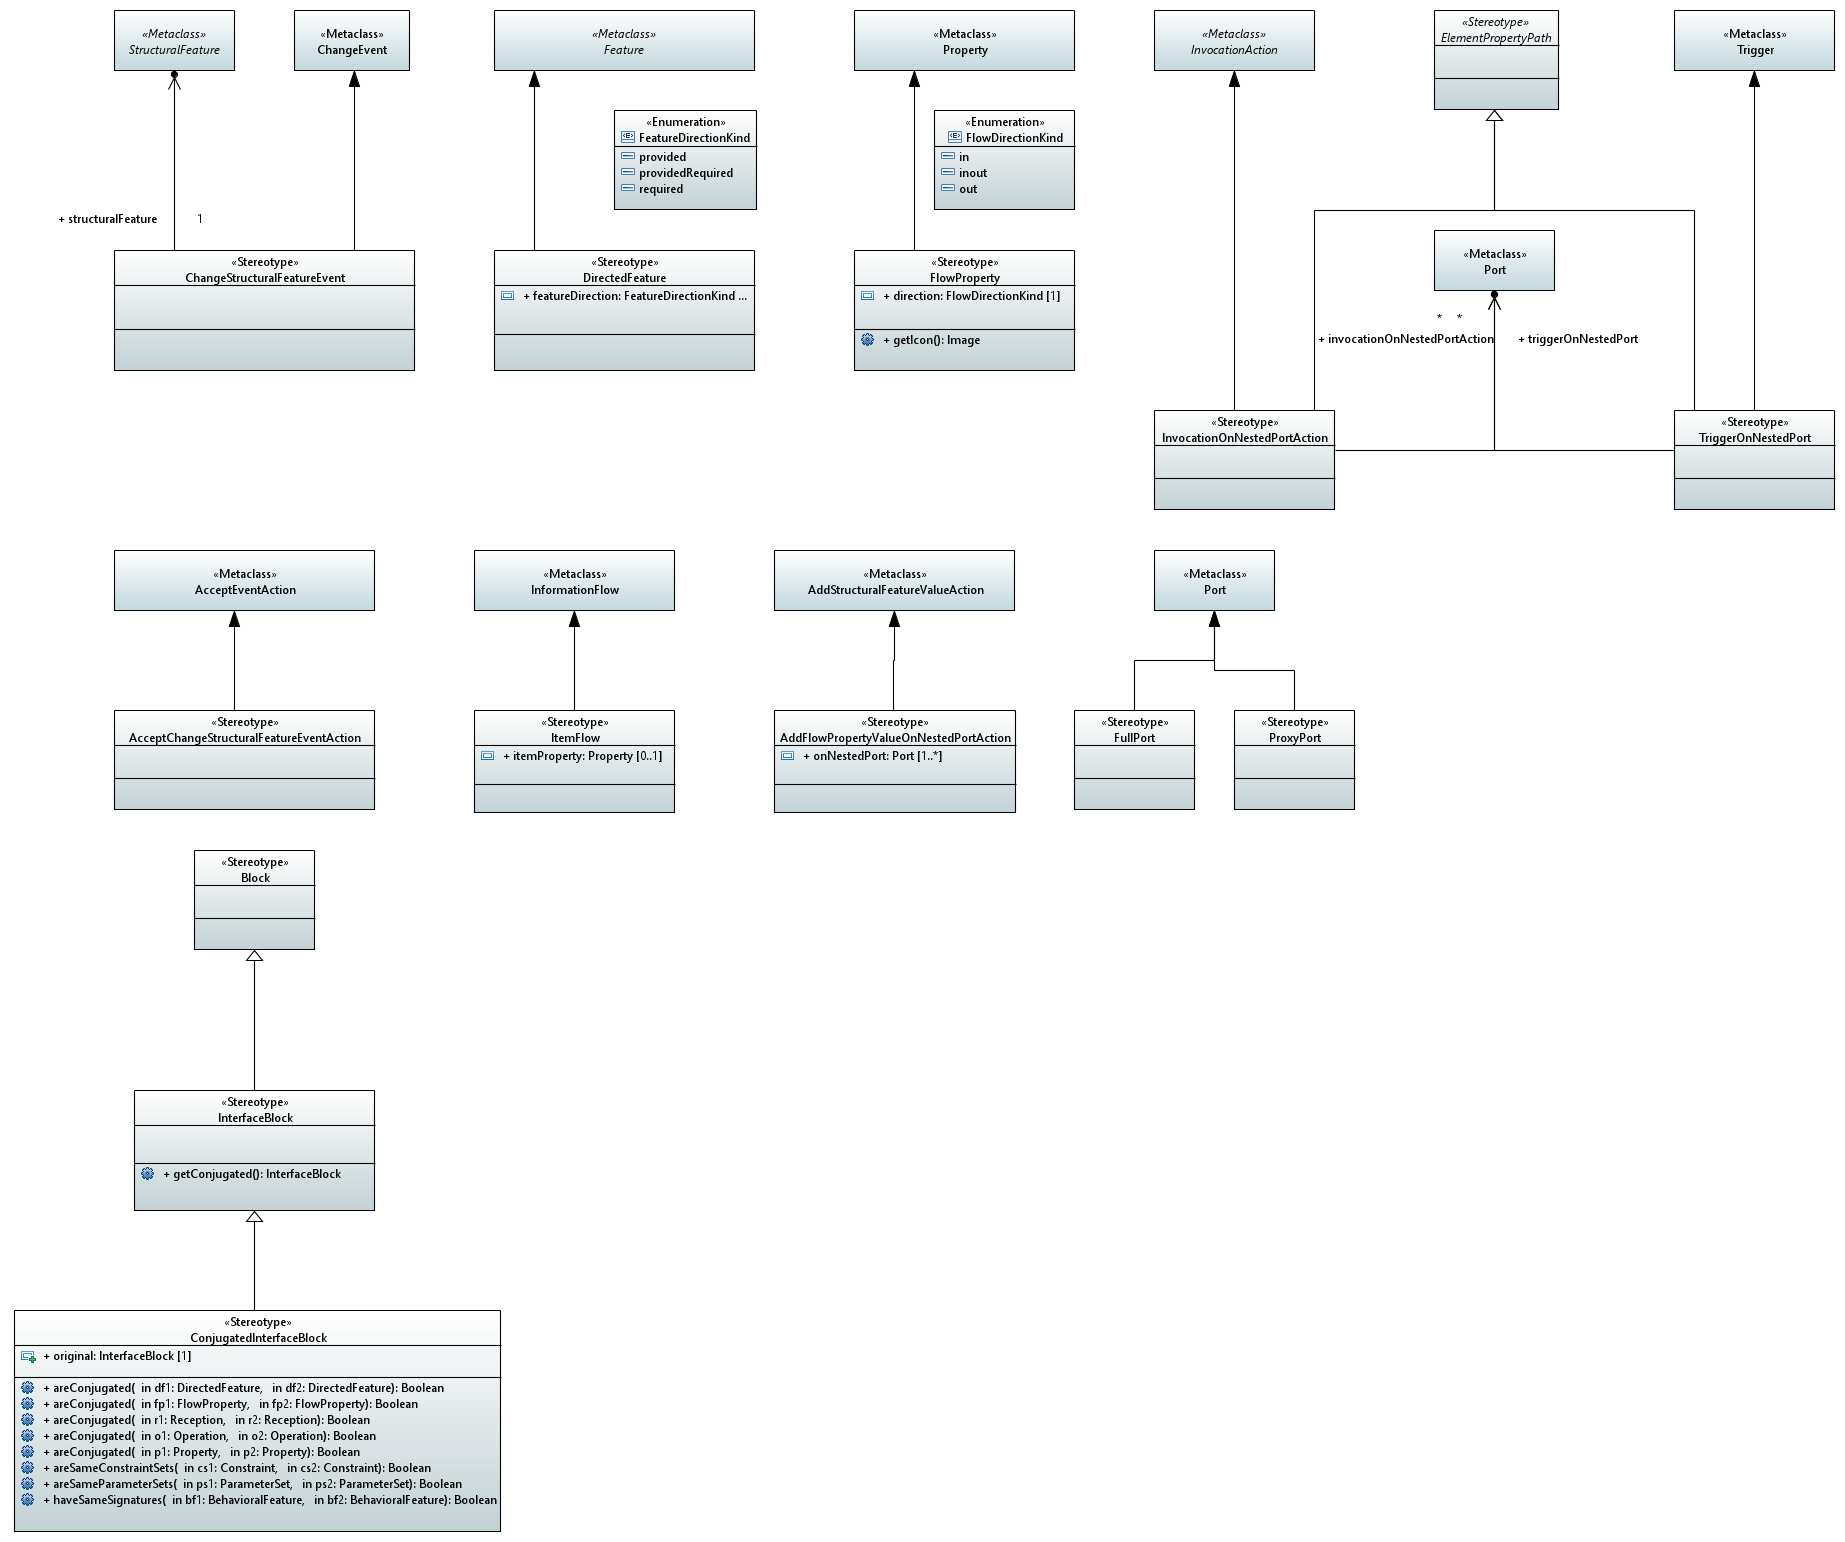 «Metaclass»
StructuralFeature
«Metaclass»
ChangeEvent
«Metaclass»
Feature
«Metaclass»
Property
«Metaclass»
InvocationAction
«Stereotype»
ElementPropertyPath
«Metaclass»
Trigger
«Enumeration»
FeatureDirectionKind
provided
providedRequired
required
«Enumeration»
FlowDirectionKind
in
inout
out
+ structuralFeature
1
«Stereotype»
ChangeStructuralFeatureEvent
«Stereotype»
DirectedFeature
+ featureDirection: FeatureDirectionKind ...
«Stereotype»
FlowProperty
+ direction: FlowDirectionKind [1]
+ getIcon(): Image
«Metaclass»
Port
* *
+ invocationOnNestedPortAction
+ triggerOnNestedPort
«Stereotype»
InvocationOnNestedPortAction
«Stereotype»
TriggerOnNestedPort
«Metaclass»
AcceptEventAction
«Metaclass»
InformationFlow
«Metaclass»
AddStructuralFeatureValueAction
«Metaclass»
Port
«Stereotype»
AcceptChangeStructuralFeatureEventAction
«Stereotype»
ItemFlow
+ itemProperty: Property [0..1]
«Stereotype»
AddFlowPropertyValueOnNestedPortAction
+ onNestedPort: Port [1..*]
«Stereotype»
FullPort
«Stereotype»
ProxyPort
«Stereotype»
Block
«Stereotype»
InterfaceBlock
+ getConjugated(): InterfaceBlock
«Stereotype»
ConjugatedInterfaceBlock
+ original: InterfaceBlock [1]
+ areConjugated( in df1: DirectedFeature, in df2: DirectedFeature): Boolean
+ areConjugated( in fp1: FlowProperty, in fp2: FlowProperty): Boolean
+ areConjugated( in r1: Reception, in r2: Reception): Boolean
+ areConjugated( in o1: Operation, in o2: Operation): Boolean
+ areConjugated( in p1: Property, in p2: Property): Boolean
+ areSameConstraintSets( in cs1: Constraint, in cs2: Constraint): Boolean
+ areSameParameterSets( in ps1: ParameterSet, in ps2: ParameterSet): Boolean
+ haveSameSignatures( in bf1: BehavioralFeature, in bf2: BehavioralFeature): Boolean